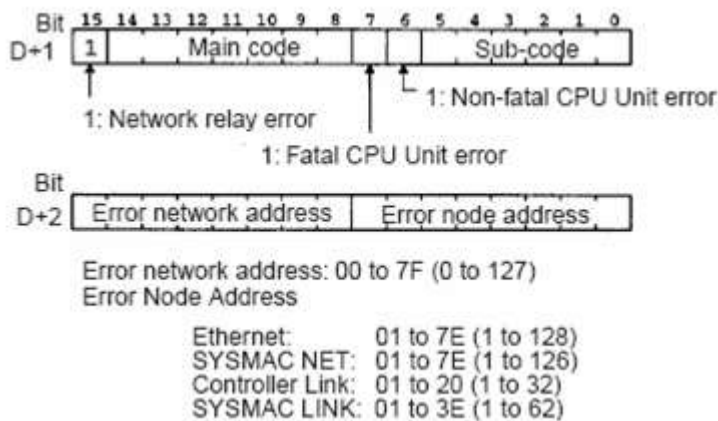 Bit 15 14 13 12 11 10 9 8 7 6 5 4 3 2 1 0
D+1 1 Main code Sub-code
1: Non-fatal CPU Unit error
1: Network relay error
1: Fatal CPU Unit error
Bit
D+2 Error network address Error node address
Error network address: 00 to 7F (0 to 127)
Error Node Address
Ethernet: 01 to 7E (1 to 128)
SYSMAC NET: 01 to 7E (1 to 126)
Controller Link: 01 to 20 (1 to 32)
SYSMAC LINK: 01 to 3E (1 to 62)